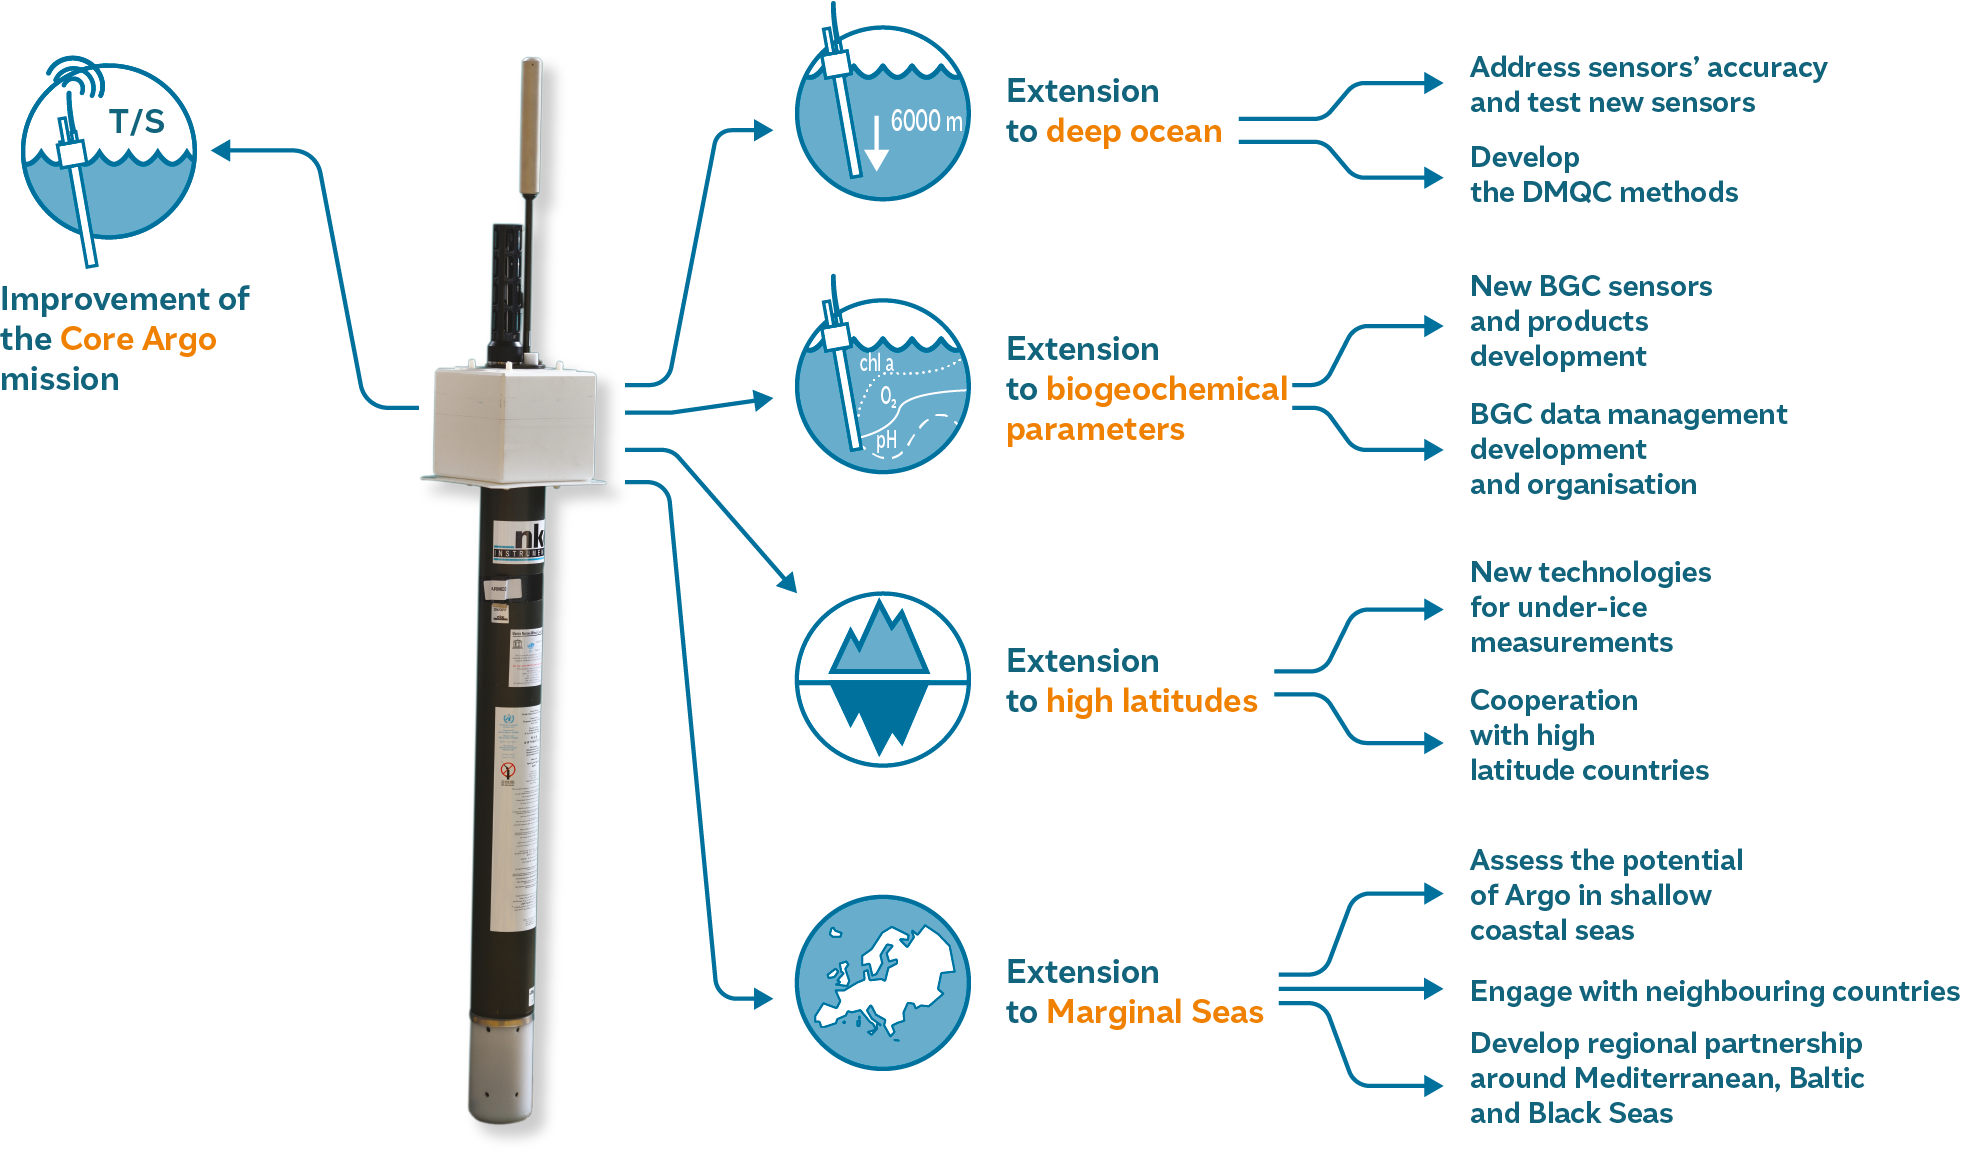 T/S
Improvement of
the Core Argo
mission
nk
INSTRUME
6000 m
Extension
to deep ocean
Address sensors' accuracy
and test new sensors
Develop
the DMQC methods
chl a
O₂
pH
Extension
to biogeochemical
parameters
New BGC sensors
and products
development
BGC data management
development
and organisation
Extension
to high latitudes
New technologies
for under-ice
measurements
Cooperation
with high
latitude countries
Extension
to Marginal Seas
Assess the potential
of Argo in shallow
coastal seas
Engage with neighbouring countries
Develop regional partnership
around Mediterranean, Baltic
and Black Seas